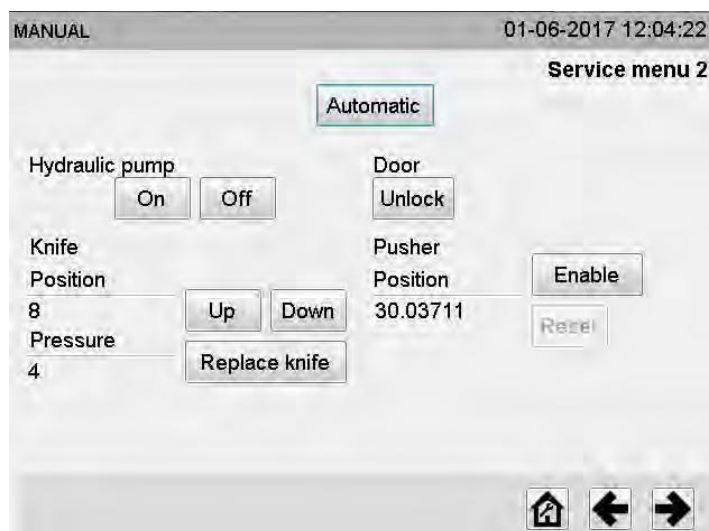 MANUAL 01-06-2017 12:04:22
Service menu 2
Automatic
Hydraulic pump
On Off
Door
Unlock
Knife
Position
8
Up Down
Pressure
4
Replace knife
Pusher
Position
30.03711
Enable
Reset